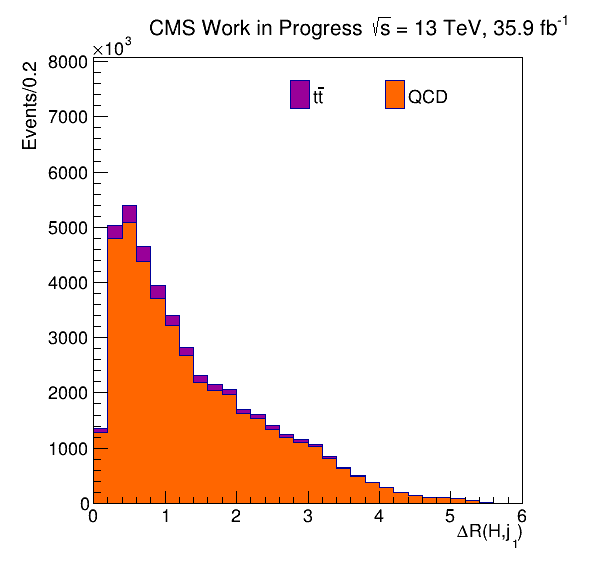 CMS Work in Progress √s = 13 TeV, 35.9 fb⁻¹
×10³
Events/0.2
tt̄
QCD
8000
7000
6000
5000
4000
3000
2000
1000
0
0 1 2 3 4 5 6
ΔR(H,j₁)